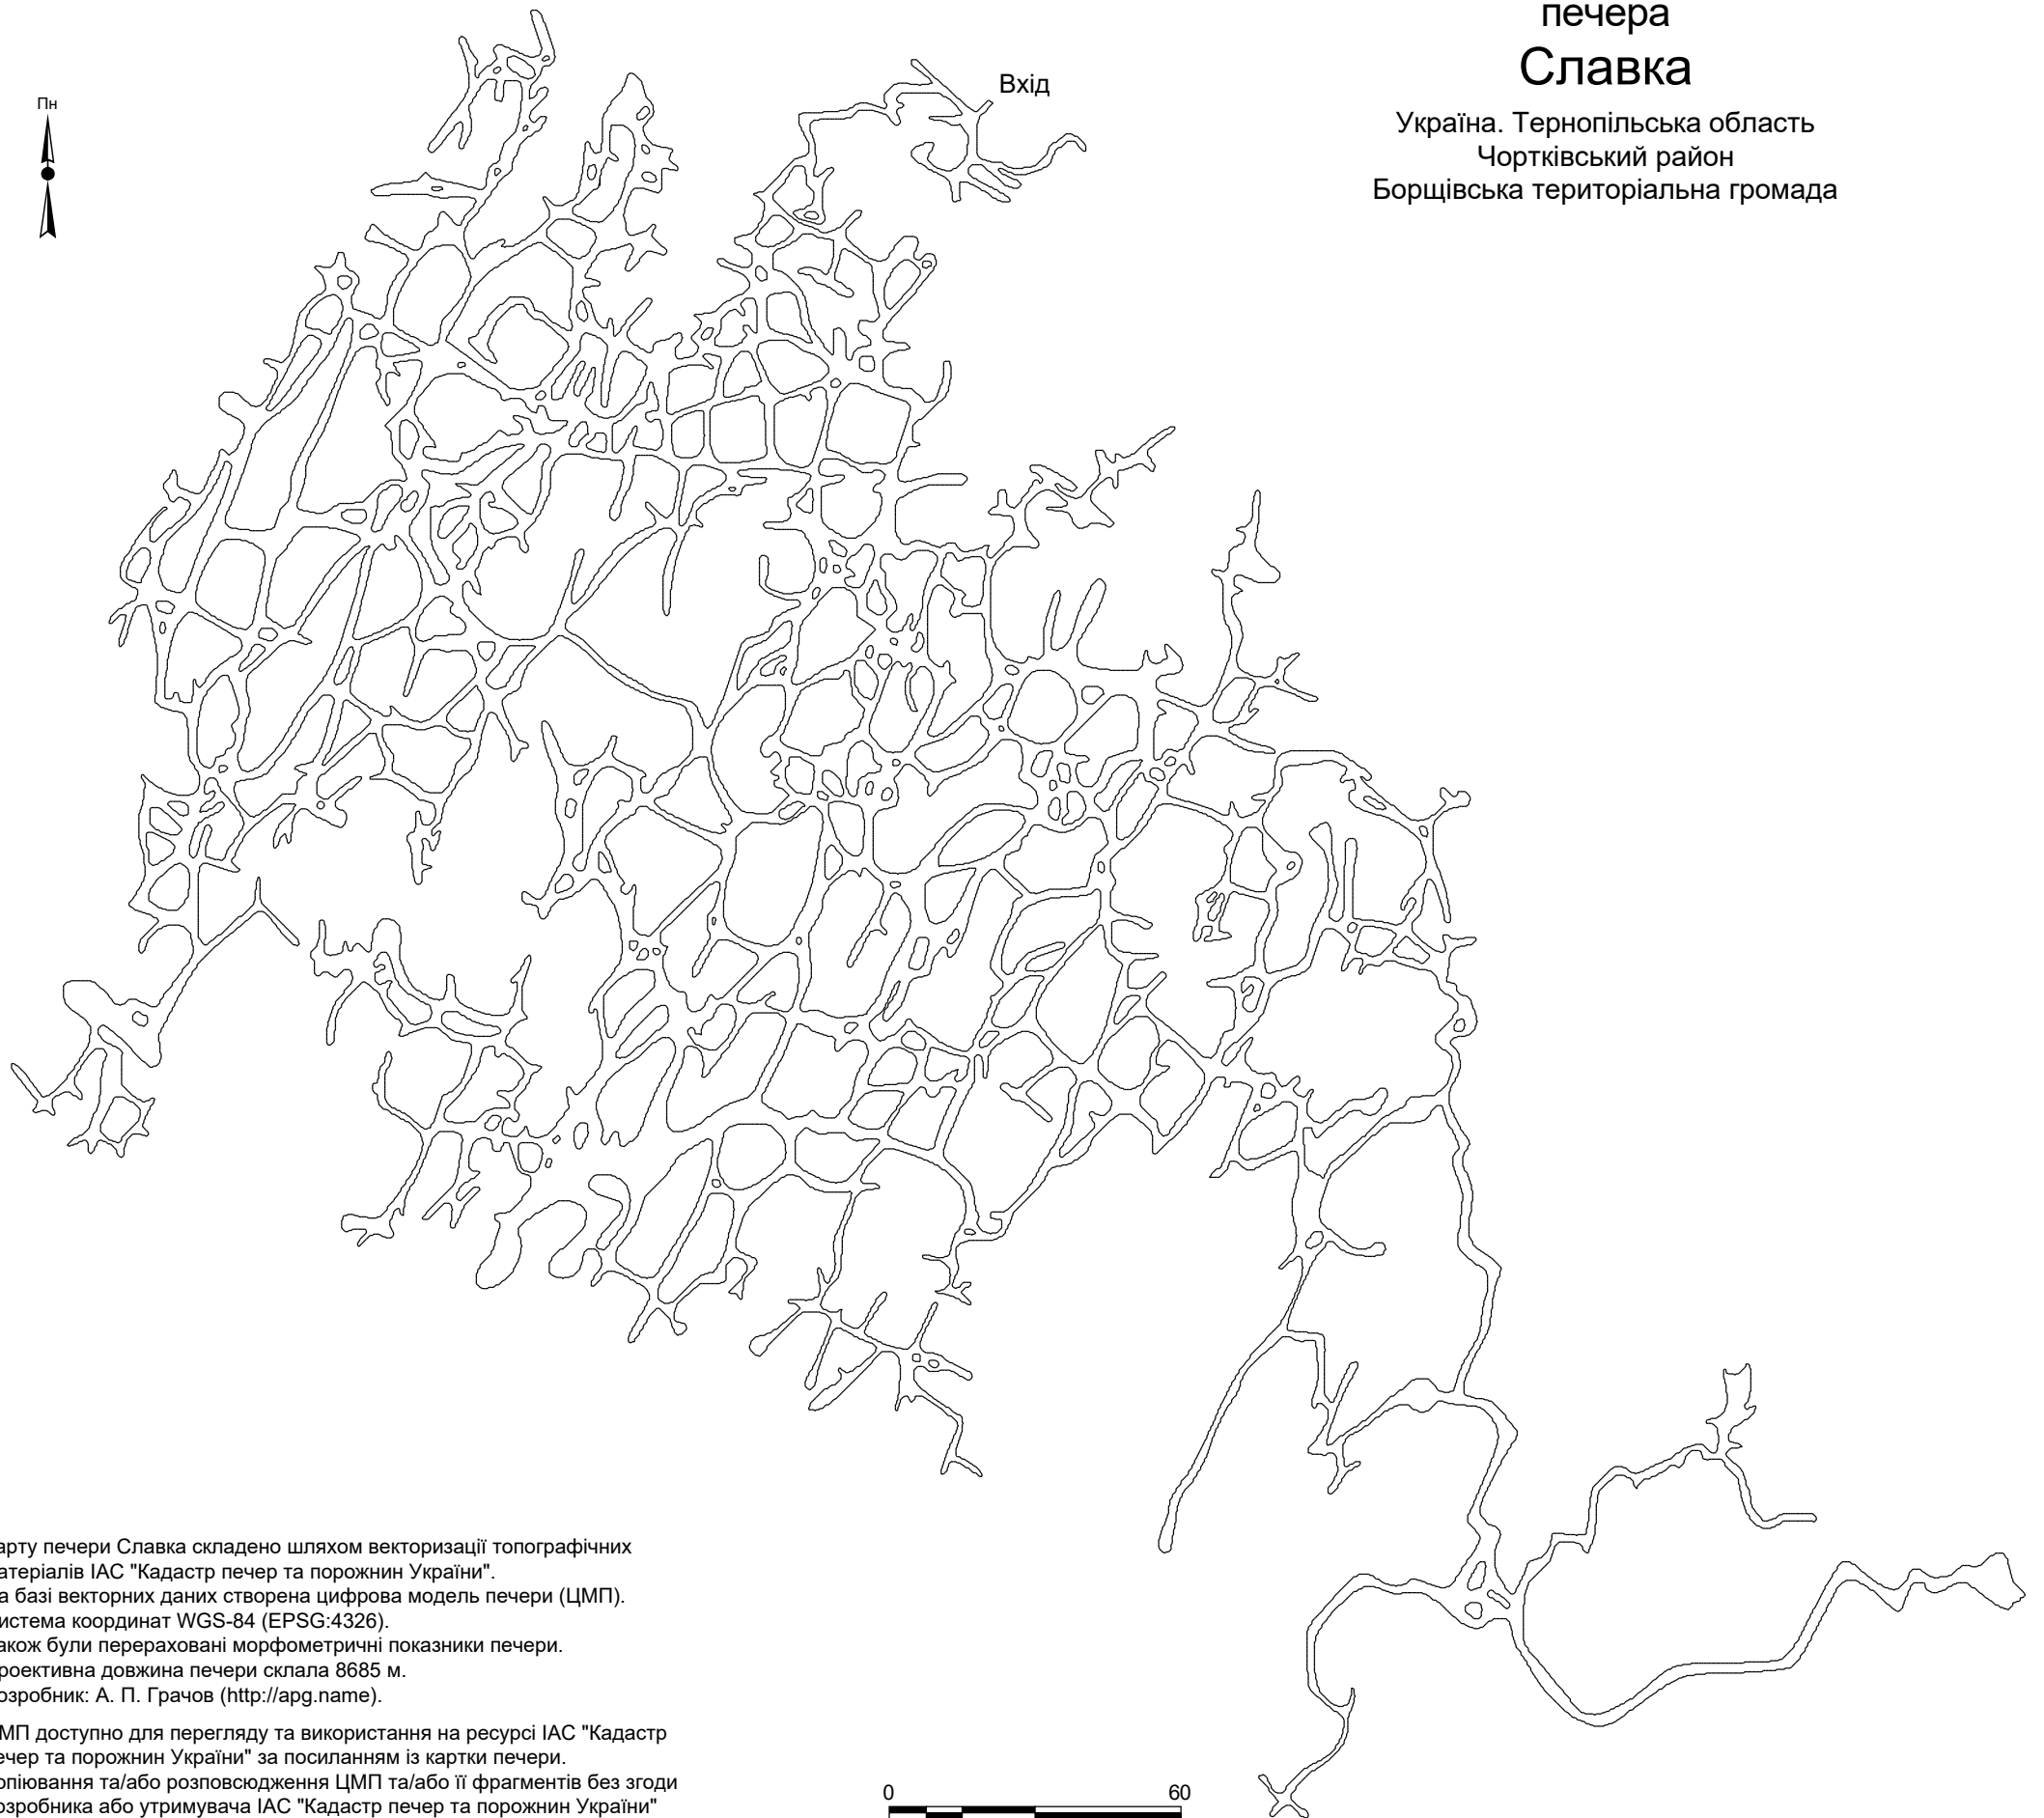 печера
Славка
Україна. Тернопільська область
Чортківський район
Борщівська територіальна громада
Пн
Вхід
арту печери Славка складено шляхом векторизації топографічних
атеріалів ІАС "Кадастр печер та порожнин України".
а базі векторних даних створена цифрова модель печери (ЦМП).
истема координат WGS-84 (EPSG:4326).
акож були перераховані морфометричні показники печери.
роективна довжина печери склала 8685 м.
озробник: А. П. Грачов (http://apg.name).
МП доступно для перегляду та використання на ресурсі ІАС "Кадастр
ечер та порожнин України" за посиланням із картки печери.
опіювання та/або розповсюдження ЦМП та/або її фрагментів без згоди
озробника або утримувача ІАС "Кадастр печер та порожнин України"
0 60